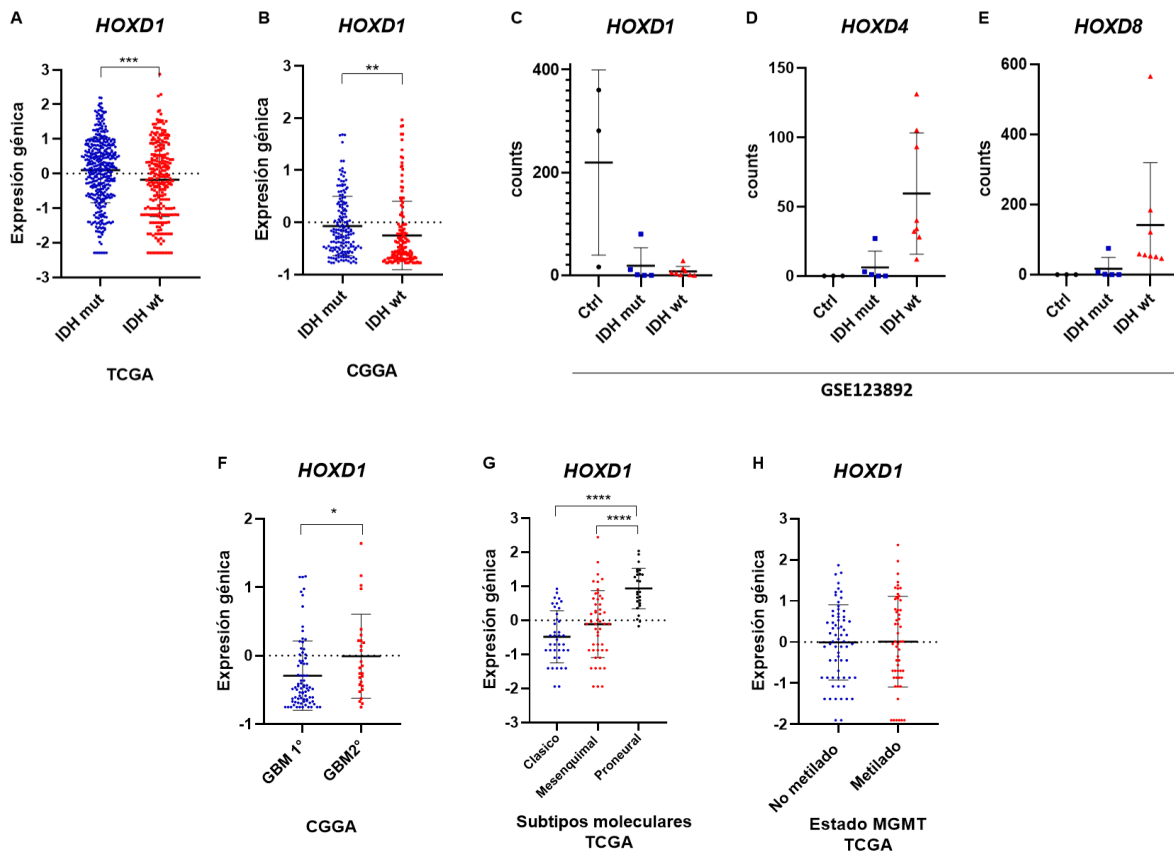 A
HOXD1
***
Expresión génica
3
2
1
0
-1
-2
-3
IDH mut
IDH wt
TCGA
B
HOXD1
**
Expresión génica
3
2
1
0
-1
IDH mut
IDH wt
CGGA
C
HOXD1
counts
400
200
0
Ctrl
IDH mut
IDH wt
D
HOXD4
counts
150
100
50
0
Ctrl
IDH mut
IDH wt
E
HOXD8
counts
600
400
200
0
Ctrl
IDH mut
IDH wt
GSE123892
F
HOXD1
*
Expresión génica
2
1
0
-1
GBM 1º
GBM2º
CGGA
G
HOXD1
****
****
Expresión génica
3
2
1
0
-1
-2
-3
Clasico
Mesenquimal
Proneural
Subtipos moleculares
TCGA
H
HOXD1
Expresión génica
3
2
1
0
-1
-2
No metilado
Metilado
Estado MGMT
TCGA